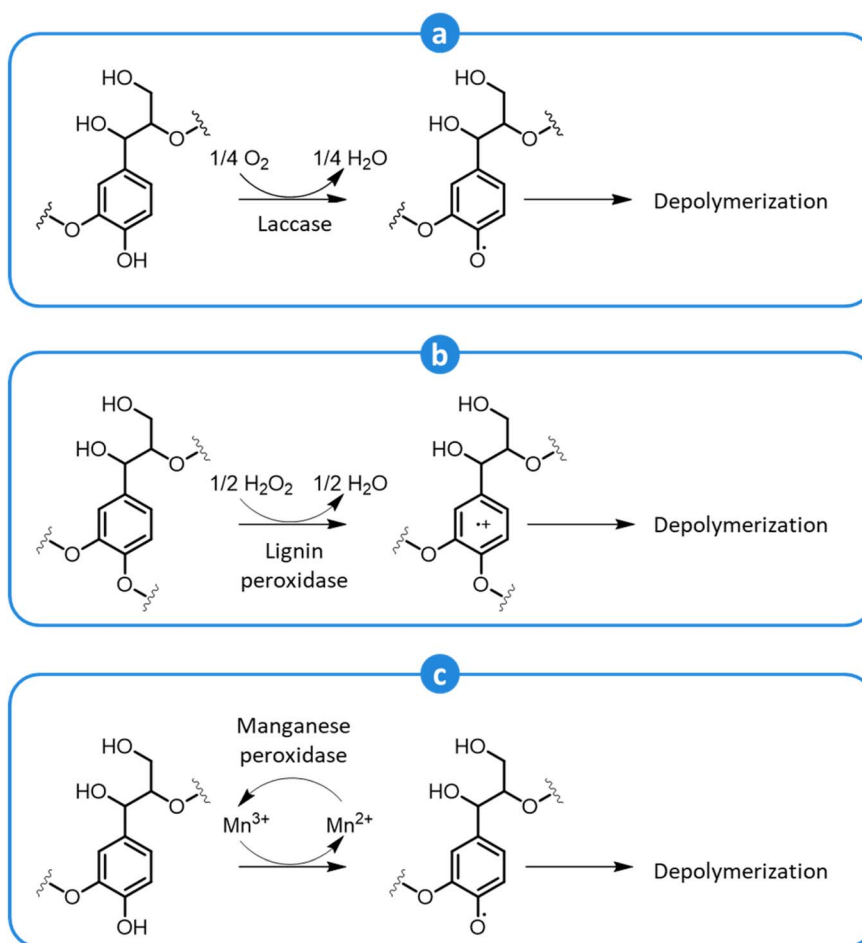 a
HO
HO
O
1/4 O₂ 1/4 H₂O
Laccase
O
OH
HO
HO
O
O
O·
Depolymerization
b
HO
HO
O
1/2 H₂O₂ 1/2 H₂O
Lignin
peroxidase
O
O
HO
HO
O
·+
O
O
Depolymerization
c
Manganese
peroxidase
HO
HO
O
Mn³⁺ Mn²⁺
O
OH
HO
HO
O
O
O·
Depolymerization